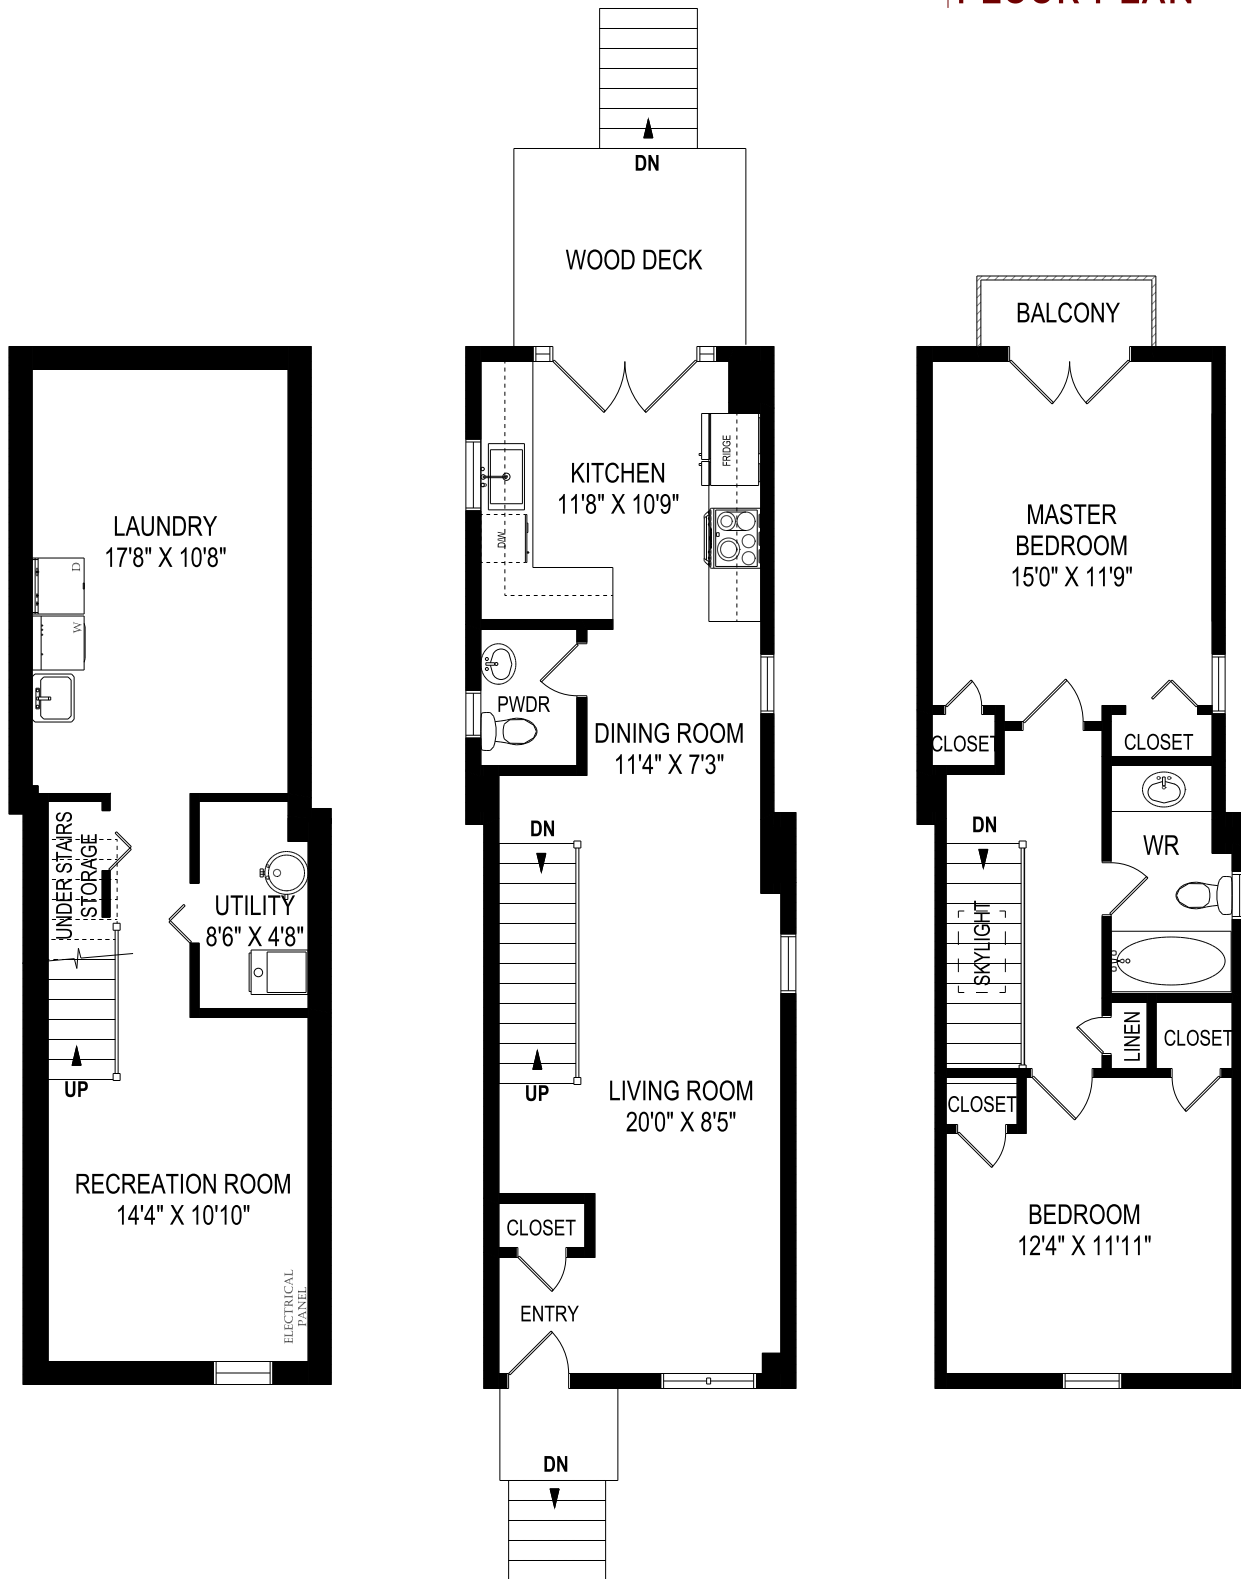 FLOOR PLAN
LAUNDRY
17'8" X 10'8"
D
W
UNDER STAIRS
STORAGE
UTILITY
8'6" X 4'8"
UP
RECREATION ROOM
14'4" X 10'10"
ELECTRICAL
PANEL
DN
WOOD DECK
KITCHEN
11'8" X 10'9"
FRIDGE
D/W
PWDR
DINING ROOM
11'4" X 7'3"
DN
UP
LIVING ROOM
20'0" X 8'5"
CLOSET
ENTRY
DN
BALCONY
MASTER
BEDROOM
15'0" X 11'9"
CLOSET
CLOSET
DN
WR
SKYLIGHT
LINEN
CLOSET
CLOSET
BEDROOM
12'4" X 11'11"